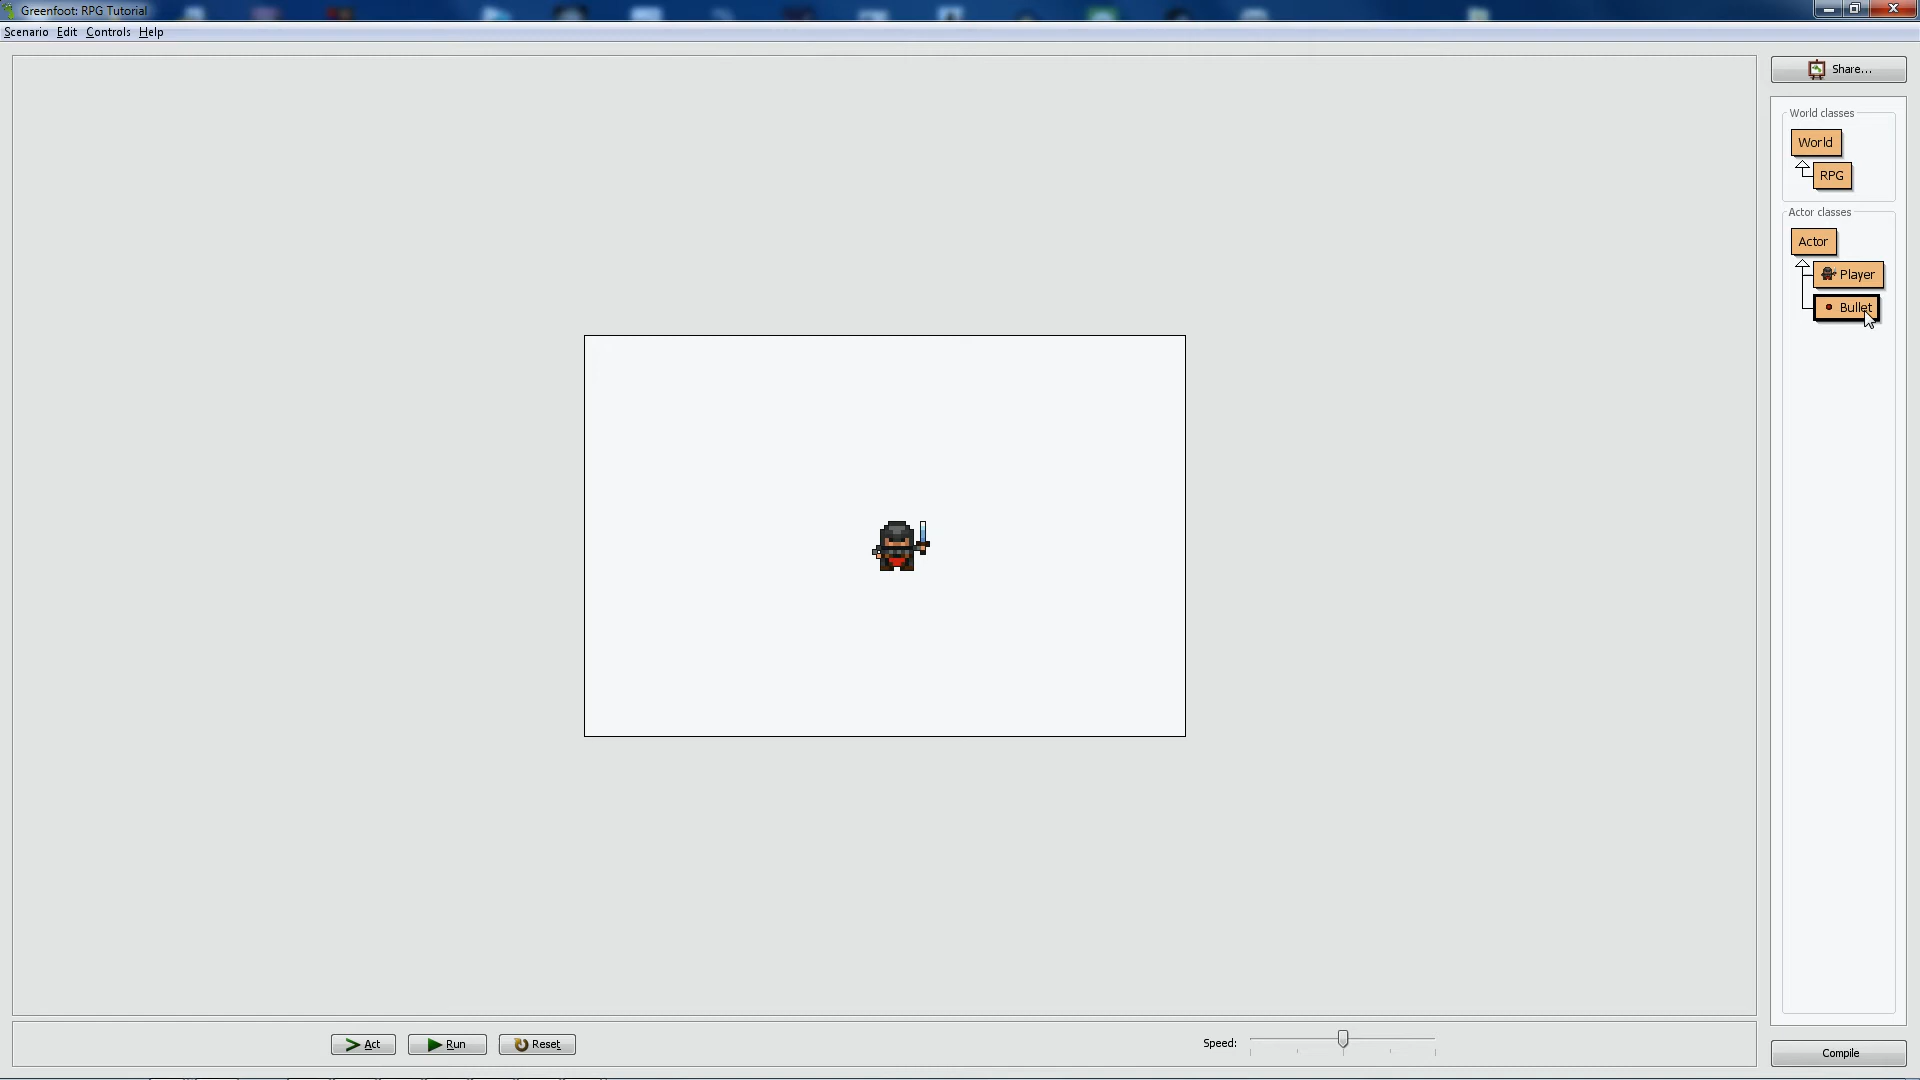 Greenfoot: RPG Tutorial
Scenario Edit Controls Help
Share...
World classes
World
RPG
Actor classes
Actor
Player
Bullet
Act Run Reset Speed:
Compile